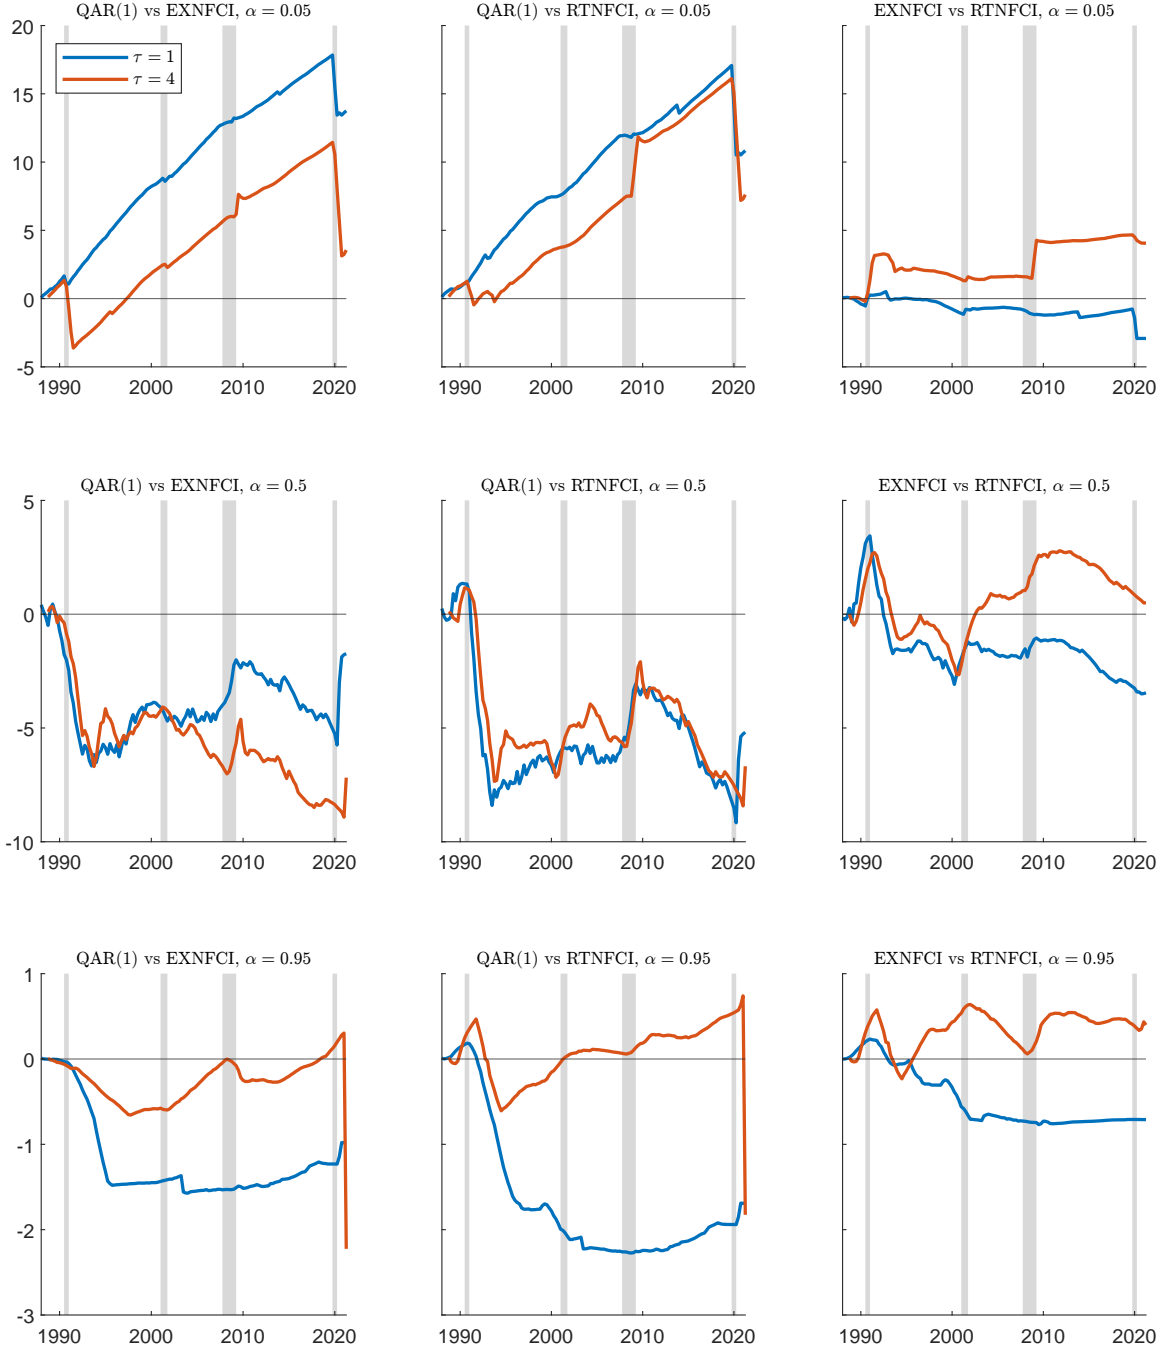 QAR(1) vs EXNFCI, α = 0.05
QAR(1) vs RTNFCI, α = 0.05
EXNFCI vs RTNFCI, α = 0.05
τ = 1
τ = 4
20
15
10
5
0
-5
1990 2000 2010 2020
1990 2000 2010 2020
1990 2000 2010 2020
QAR(1) vs EXNFCI, α = 0.5
QAR(1) vs RTNFCI, α = 0.5
EXNFCI vs RTNFCI, α = 0.5
5
0
-5
-10
1990 2000 2010 2020
1990 2000 2010 2020
1990 2000 2010 2020
QAR(1) vs EXNFCI, α = 0.95
QAR(1) vs RTNFCI, α = 0.95
EXNFCI vs RTNFCI, α = 0.95
1
0
-1
-2
-3
1990 2000 2010 2020
1990 2000 2010 2020
1990 2000 2010 2020